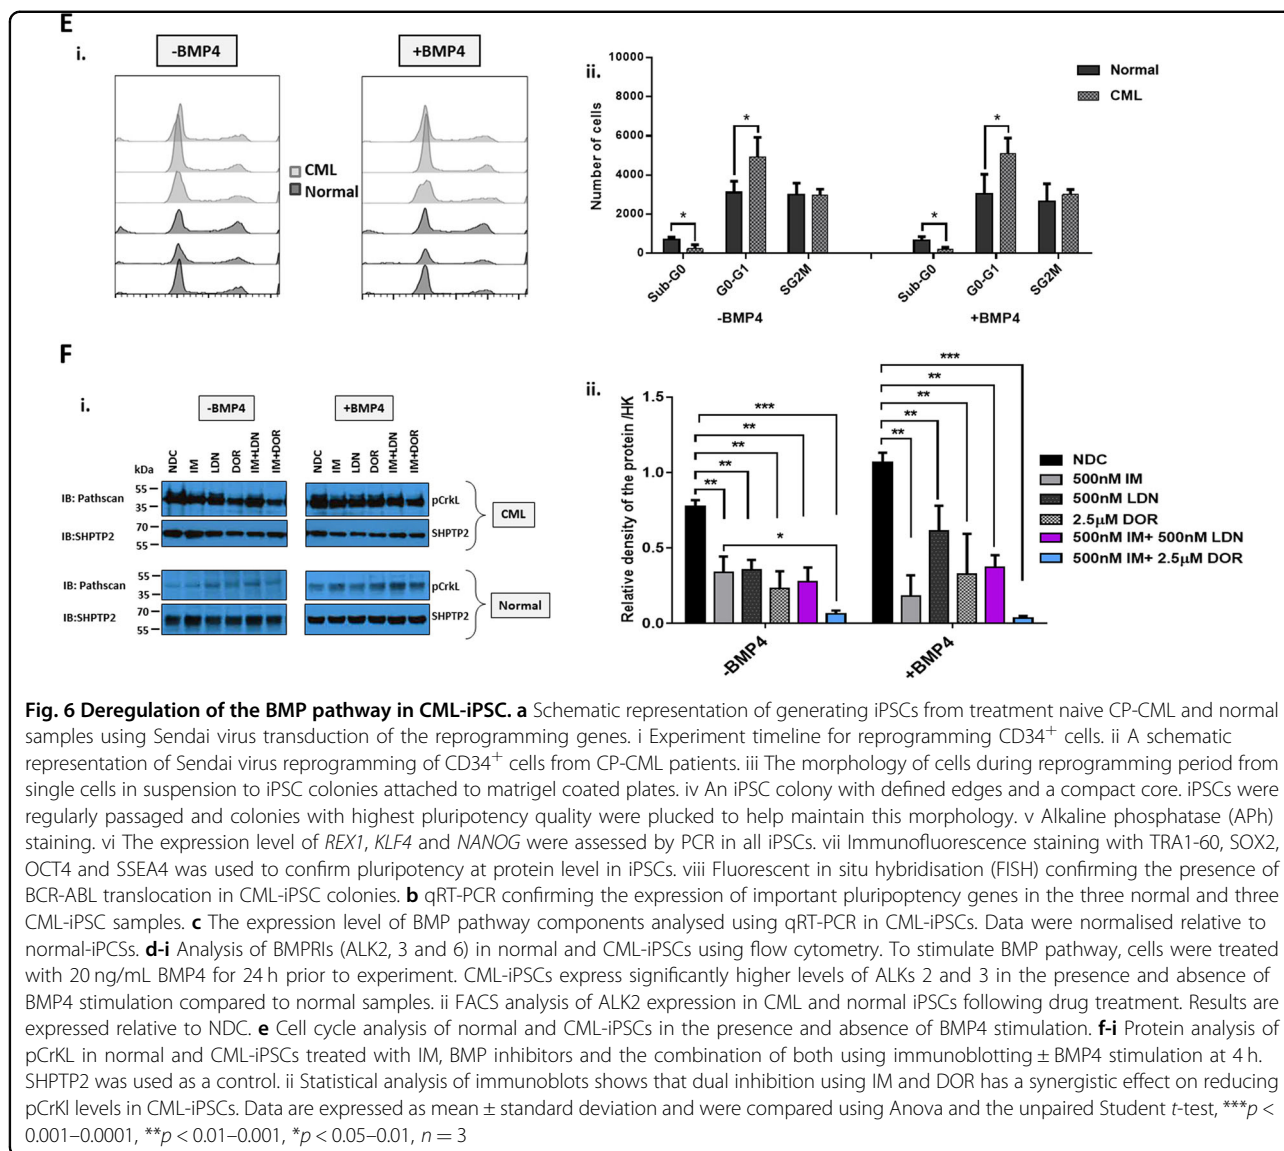 E
i.
-BMP4
+BMP4
CML
Normal
ii.
Number of cells
10000
8000
6000
4000
2000
0
Normal
CML
*
*
*
*
Sub-G0
G0-G1
SG2M
Sub-G0
G0-G1
SG2M
-BMP4
+BMP4
F
i.
-BMP4
+BMP4
kDa
NDC
IM
LDN
DOR
IM+LDN
IM+DOR
NDC
IM
LDN
DOR
IM+LDN
IM+DOR
IB: Pathscan
55
35
pCrkL
IB:SHPTP2
70
55
SHPTP2
CML
IB: Pathscan
55
35
pCrkL
IB:SHPTP2
70
55
SHPTP2
Normal
ii.
Relative density of the protein /HK
1.5
1.0
0.5
0.0
***
**
**
**
**
*
***
**
**
**
**
-BMP4
+BMP4
NDC
500nM IM
500nM LDN
2.5µM DOR
500nM IM+ 500nM LDN
500nM IM+ 2.5µM DOR
Fig. 6 Deregulation of the BMP pathway in CML-iPSC. a Schematic representation of generating iPSCs from treatment naive CP-CML and normal
samples using Sendai virus transduction of the reprogramming genes. i Experiment timeline for reprogramming CD34+ cells. ii A schematic
representation of Sendai virus reprogramming of CD34+ cells from CP-CML patients. iii The morphology of cells during reprogramming period from
single cells in suspension to iPSC colonies attached to matrigel coated plates. iv An iPSC colony with defined edges and a compact core. iPSCs were
regularly passaged and colonies with highest pluripotency quality were plucked to help maintain this morphology. v Alkaline phosphatase (APh)
staining. vi The expression level of REX1, KLF4 and NANOG were assessed by PCR in all iPSCs. vii Immunofluorescence staining with TRA1-60, SOX2,
OCT4 and SSEA4 was used to confirm pluripotency at protein level in iPSCs. viii Fluorescent in situ hybridisation (FISH) confirming the presence of
BCR-ABL translocation in CML-iPSC colonies. b qRT-PCR confirming the expression of important pluripotpency genes in the three normal and three
CML-iPSC samples. c The expression level of BMP pathway components analysed using qRT-PCR in CML-iPSCs. Data were normalised relative to
normal-iPCSs. d-i Analysis of BMPRIs (ALK2, 3 and 6) in normal and CML-iPSCs using flow cytometry. To stimulate BMP pathway, cells were treated
with 20 ng/mL BMP4 for 24 h prior to experiment. CML-iPSCs express significantly higher levels of ALKs 2 and 3 in the presence and absence of
BMP4 stimulation compared to normal samples. ii FACS analysis of ALK2 expression in CML and normal iPSCs following drug treatment. Results are
expressed relative to NDC. e Cell cycle analysis of normal and CML-iPSCs in the presence and absence of BMP4 stimulation. f-i Protein analysis of
pCrKL in normal and CML-iPSCs treated with IM, BMP inhibitors and the combination of both using immunoblotting ± BMP4 stimulation at 4 h.
SHPTP2 was used as a control. ii Statistical analysis of immunoblots shows that dual inhibition using IM and DOR has a synergistic effect on reducing
pCrKl levels in CML-iPSCs. Data are expressed as mean ± standard deviation and were compared using Anova and the unpaired Student t-test, ***p <
0.001–0.0001, **p < 0.01–0.001, *p < 0.05–0.01, n = 3